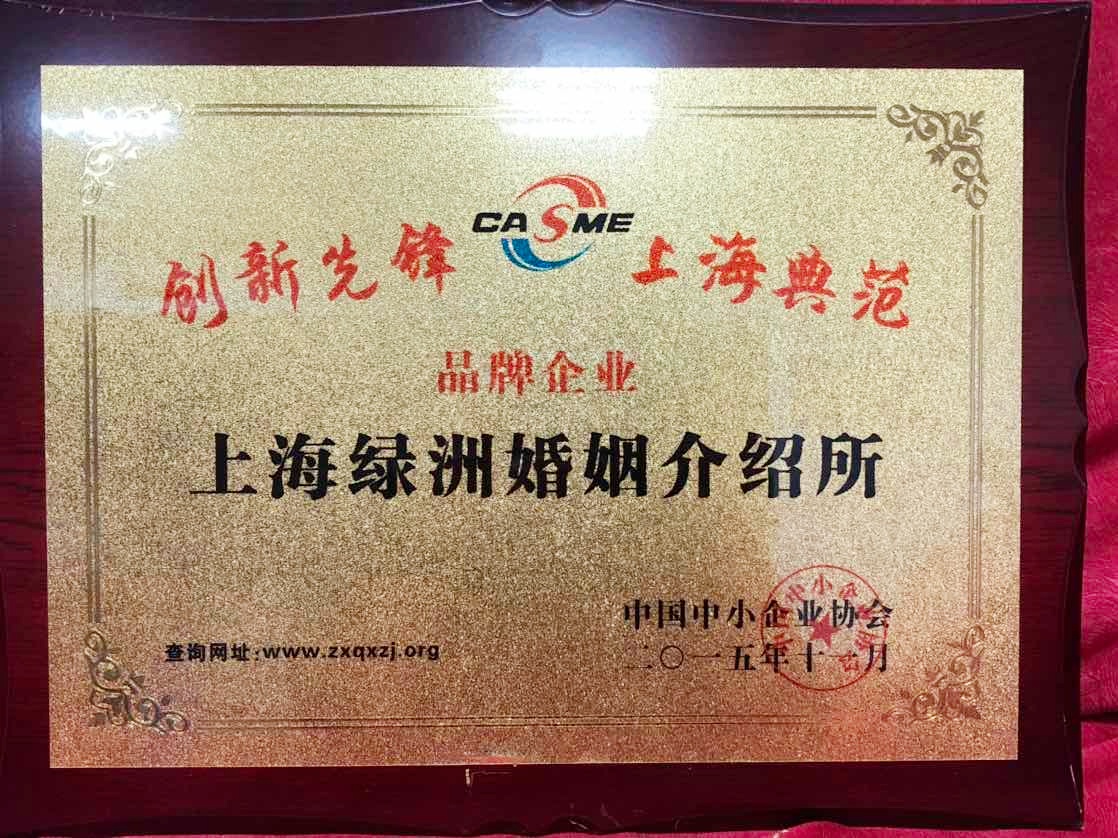 CASME
创新先锋 上海典范
品牌企业
上海绿洲婚姻介绍所
中国中小企业协会
查询网址:www.zxqxzj.org
二〇一五年十一月